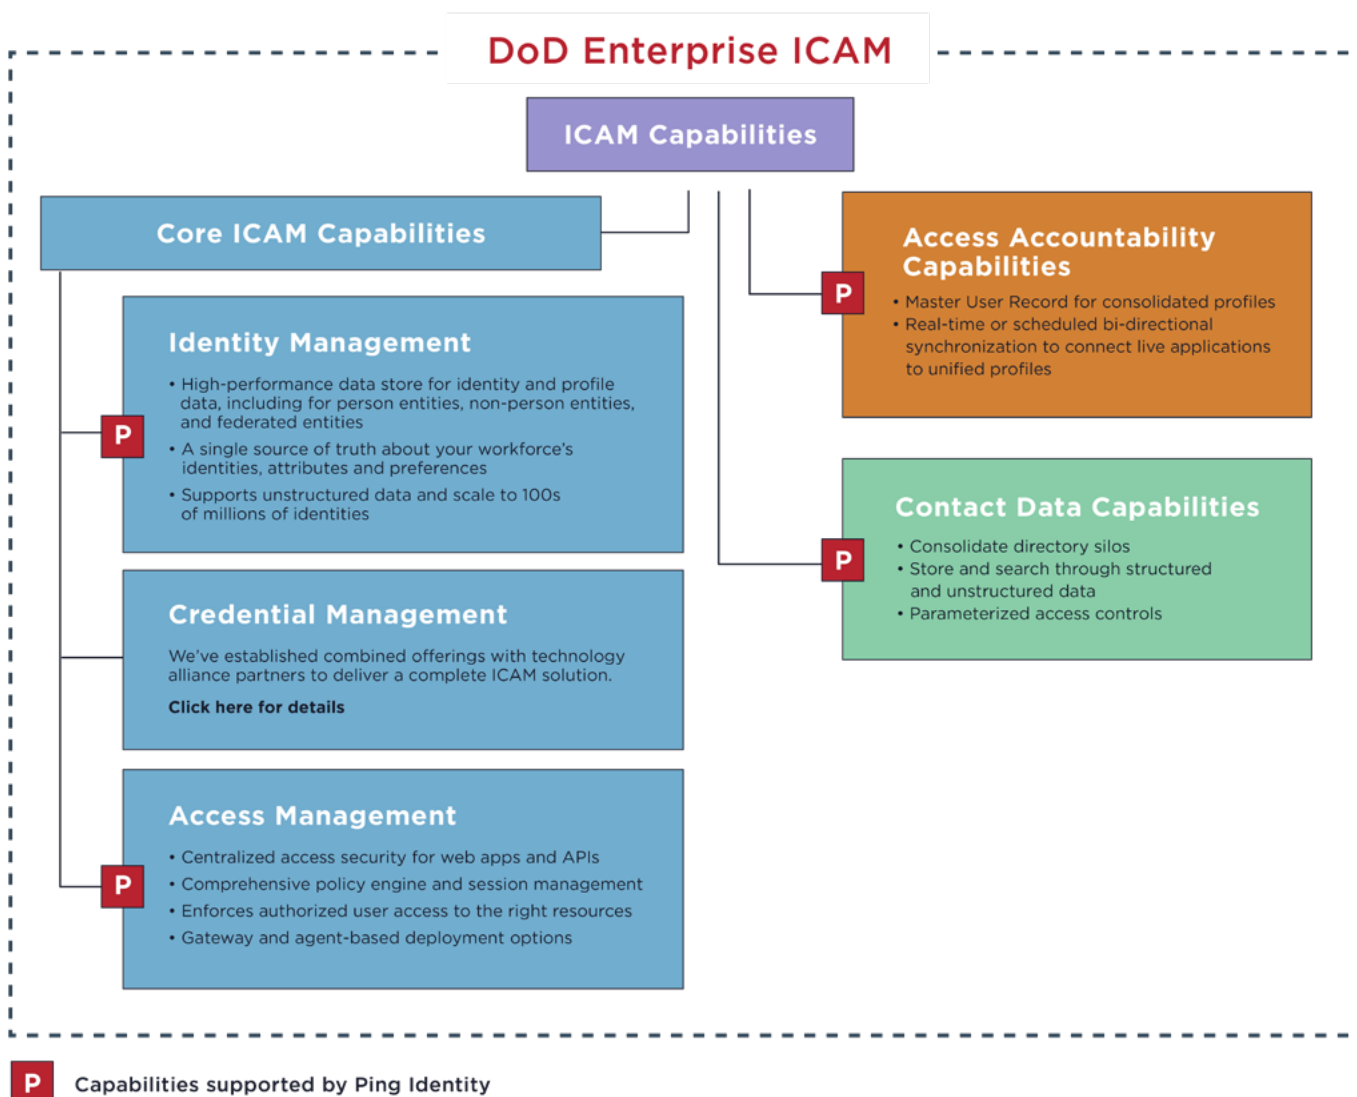 DoD Enterprise ICAM
ICAM Capabilities
Core ICAM Capabilities
Identity Management
• High-performance data store for identity and profile
data, including for person entities, non-person entities,
and federated entities
P
• A single source of truth about your workforce's
identities, attributes and preferences
• Supports unstructured data and scale to 100s
of millions of identities
Credential Management
We've established combined offerings with technology
alliance partners to deliver a complete ICAM solution.
Click here for details
Access Management
• Centralized access security for web apps and APIs
P
• Comprehensive policy engine and session management
• Enforces authorized user access to the right resources
• Gateway and agent-based deployment options
Access Accountability
Capabilities
P
• Master User Record for consolidated profiles
• Real-time or scheduled bi-directional
synchronization to connect live applications
to unified profiles
Contact Data Capabilities
P
• Consolidate directory silos
• Store and search through structured
and unstructured data
• Parameterized access controls
P Capabilities supported by Ping Identity